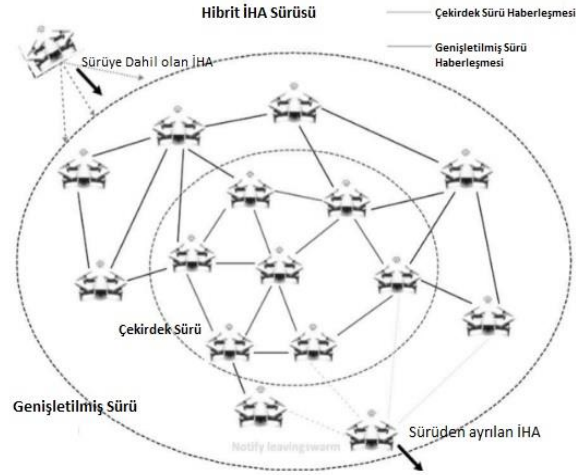 Hibrit İHA Sürüsü
Çekirdek Sürü Haberleşmesi
Genişletilmiş Sürü
Haberleşmesi
Sürüye Dahil olan İHA
Çekirdek Sürü
Genişletilmiş Sürü
Sürüden ayrılan İHA
Notify leavingswarm